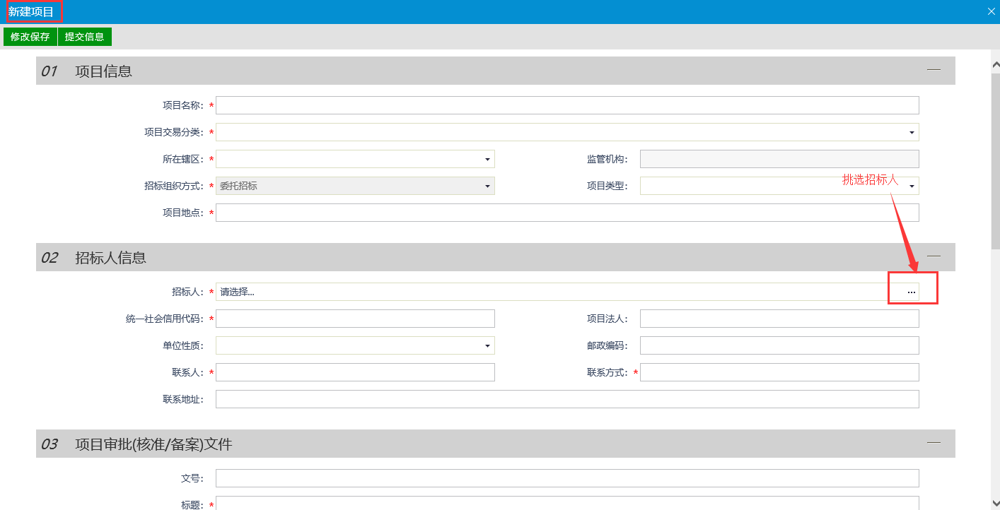 新建项目
修改保存 提交信息
01 项目信息
项目名称: *
项目交易分类: *
所在辖区: * 监管机构:
招标组织方式: * 委托招标 项目类型:
挑选招标人
项目地点: *
02 招标人信息
招标人: * 请选择... ...
统一社会信用代码: * 项目法人:
单位性质: 邮政编码:
联系人: * 联系方式: *
联系地址:
03 项目审批(核准/备案)文件
文号:
标题: *